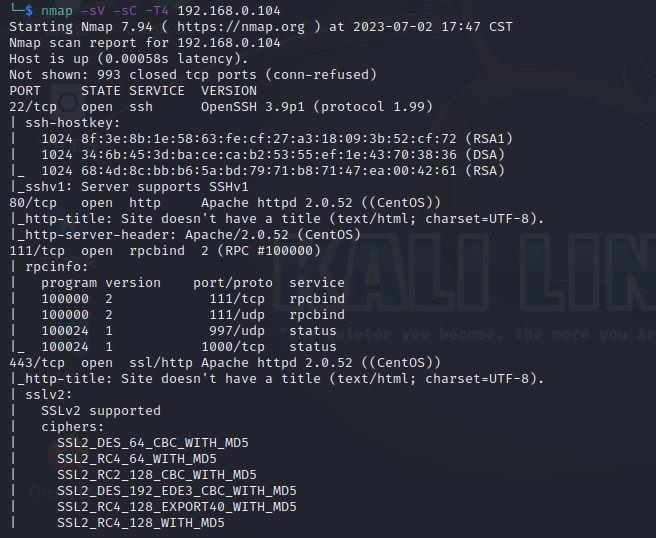 └─$ nmap -sV -sC -T4 192.168.0.104
Starting Nmap 7.94 ( https://nmap.org ) at 2023-07-02 17:47 CST
Nmap scan report for 192.168.0.104
Host is up (0.00058s latency).
Not shown: 993 closed tcp ports (conn-refused)
PORT     STATE SERVICE  VERSION
22/tcp   open  ssh      OpenSSH 3.9p1 (protocol 1.99)
| ssh-hostkey:
|   1024 8f:3e:8b:1e:58:63:fe:cf:27:a3:18:09:3b:52:cf:72 (RSA1)
|   1024 34:6b:45:3d:ba:ce:ca:b2:53:55:ef:1e:43:70:38:36 (DSA)
|_  1024 68:4d:8c:bb:b6:5a:bd:79:71:b8:71:47:ea:00:42:61 (RSA)
|_sshv1: Server supports SSHv1
80/tcp   open  http     Apache httpd 2.0.52 ((CentOS))
|_http-title: Site doesn't have a title (text/html; charset=UTF-8).
|_http-server-header: Apache/2.0.52 (CentOS)
111/tcp  open  rpcbind  2 (RPC #100000)
| rpcinfo:
|   program version    port/proto  service
|   100000  2            111/tcp   rpcbind
|   100000  2            111/udp   rpcbind
|   100024  1            997/udp   status
|_  100024  1           1000/tcp   status
443/tcp  open  ssl/http Apache httpd 2.0.52 ((CentOS))
|_http-title: Site doesn't have a title (text/html; charset=UTF-8).
| sslv2:
|   SSLv2 supported
|   ciphers:
|     SSL2_DES_64_CBC_WITH_MD5
|     SSL2_RC4_64_WITH_MD5
|     SSL2_RC2_128_CBC_WITH_MD5
|     SSL2_DES_192_EDE3_CBC_WITH_MD5
|     SSL2_RC4_128_EXPORT40_WITH_MD5
|     SSL2_RC4_128_WITH_MD5
KALI LIN
quieter you become, the more you ar